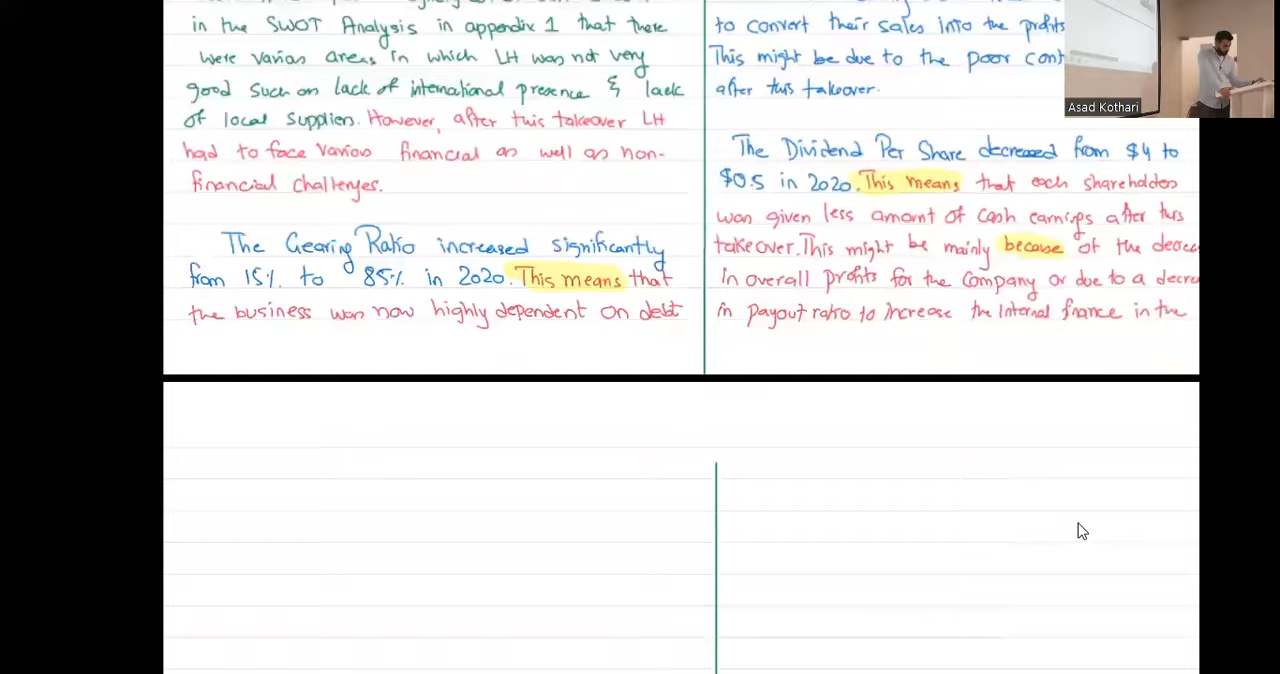 in the SWOT Analysis in appendix 1 that there
were various areas in which LH was not very
good such as lack of international presence & lack
of local suppliers. However, after this takeover LH
had to face various financial as well as non-
financial challenges.
The Gearing Ratio increased significantly
from 15% to 85% in 2020. This means that
the business was now highly dependent on debt
to convert their sales into the profits
This might be due to the poor cont
after this takeover.
The Dividend Per Share decreased from $4 to
$0.5 in 2020. This means that each shareholders
was given less amount of cash earnings after this
takeover. This might be mainly because of the decrea
in overall profits for the Company or due to a decrea
in payout ratio to increase the internal finance in the
Asad Kothari